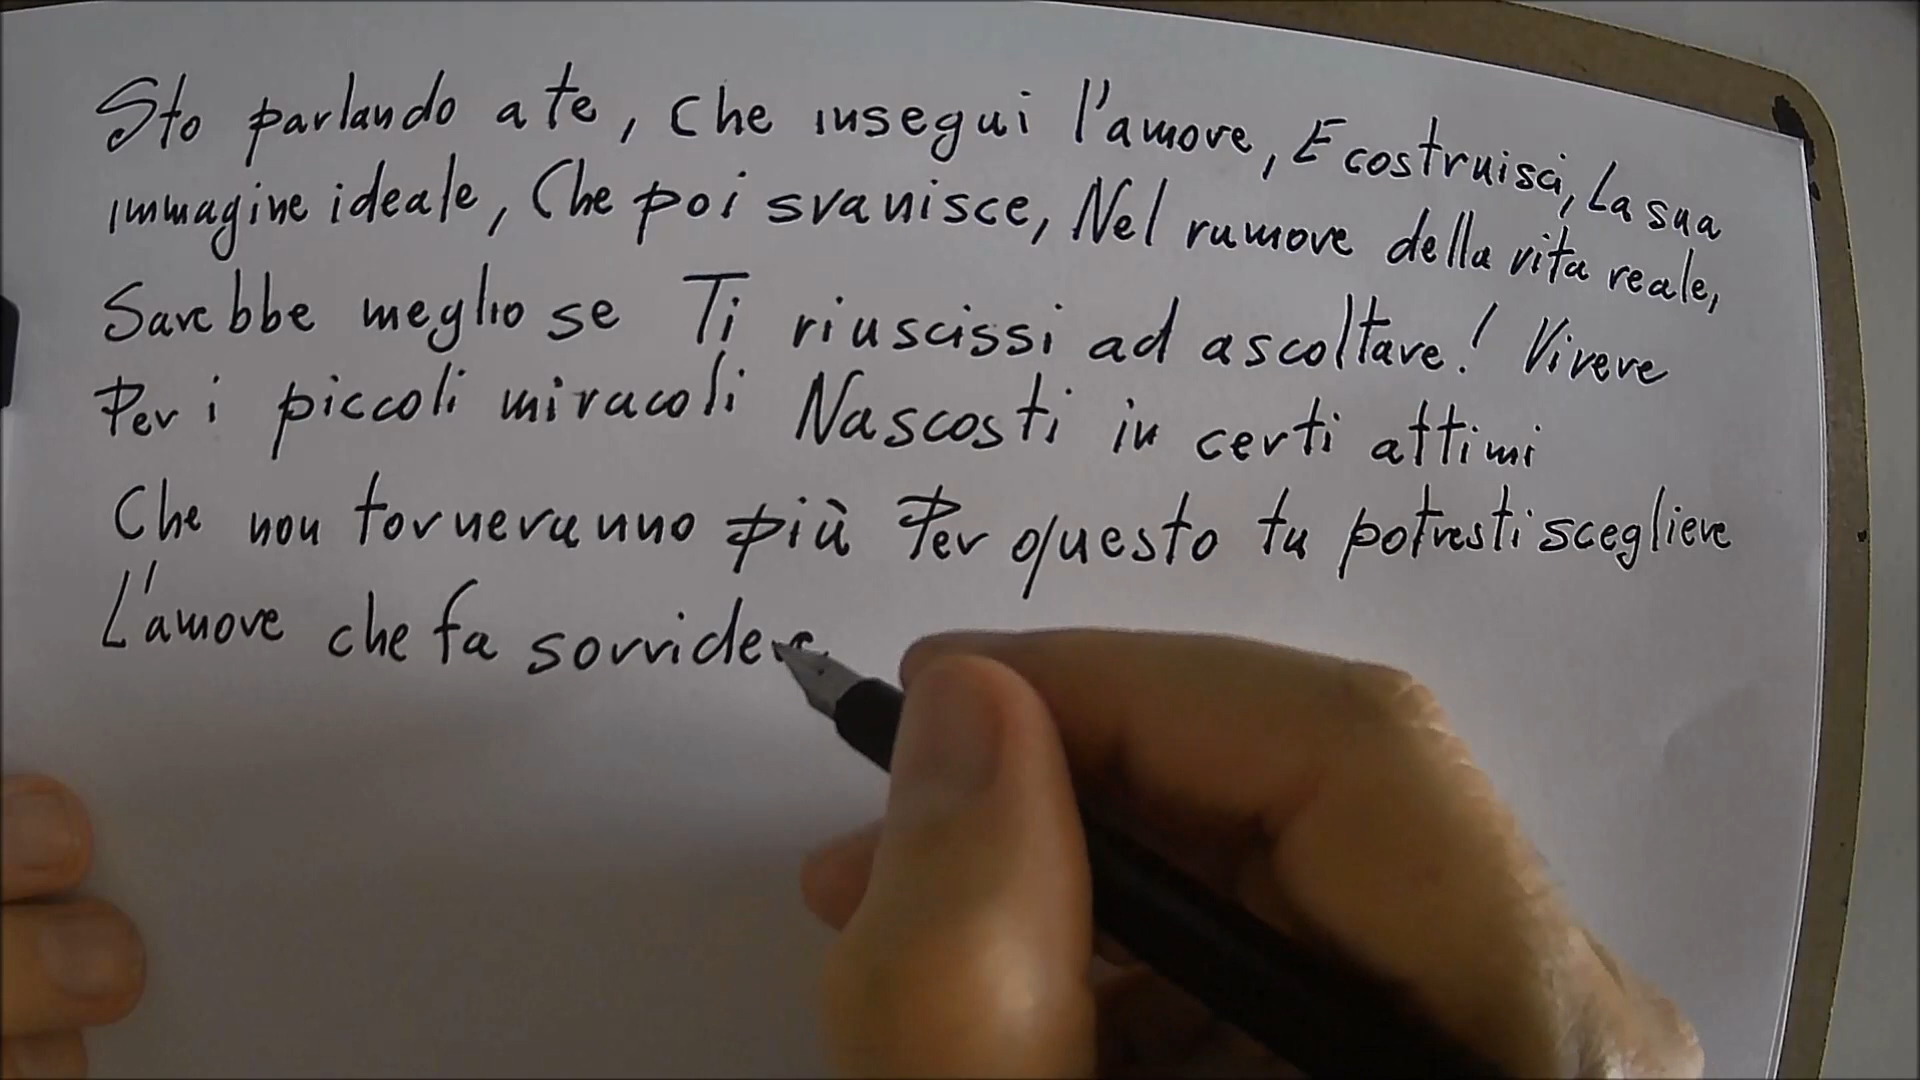 Sto parlando a te, che insegui l'amore, E costruisci, La sua
immagine ideale, Che poi svanisce, Nel rumore della vita reale,
Sarebbe meglio se Ti riuscissi ad ascoltare! Vivere
Per i piccoli miracoli Nascosti in certi attimi
Che non torneranno più Per questo tu potresti scegliere
L'amore che fa sorridere